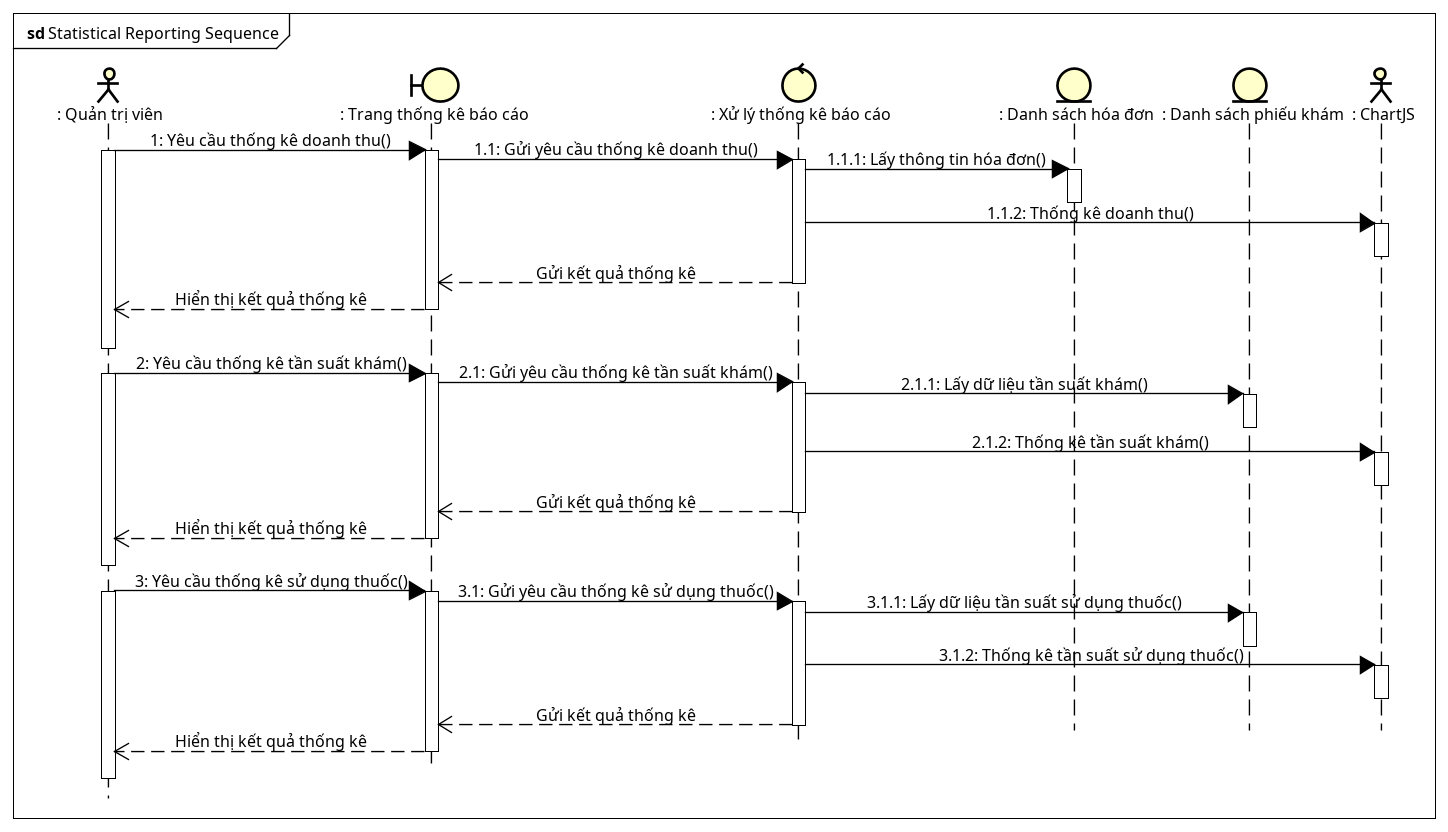 sd Statistical Reporting Sequence
: Quản trị viên
: Trang thống kê báo cáo
: Xử lý thống kê báo cáo
: Danh sách hóa đơn
: Danh sách phiếu khám
: ChartJS
1: Yêu cầu thống kê doanh thu()
1.1: Gửi yêu cầu thống kê doanh thu()
1.1.1: Lấy thông tin hóa đơn()
1.1.2: Thống kê doanh thu()
Gửi kết quả thống kê
Hiển thị kết quả thống kê
2: Yêu cầu thống kê tần suất khám()
2.1: Gửi yêu cầu thống kê tần suất khám()
2.1.1: Lấy dữ liệu tần suất khám()
2.1.2: Thống kê tần suất khám()
Gửi kết quả thống kê
Hiển thị kết quả thống kê
3: Yêu cầu thống kê sử dụng thuốc()
3.1: Gửi yêu cầu thống kê sử dụng thuốc()
3.1.1: Lấy dữ liệu tần suất sử dụng thuốc()
3.1.2: Thống kê tần suất sử dụng thuốc()
Gửi kết quả thống kê
Hiển thị kết quả thống kê